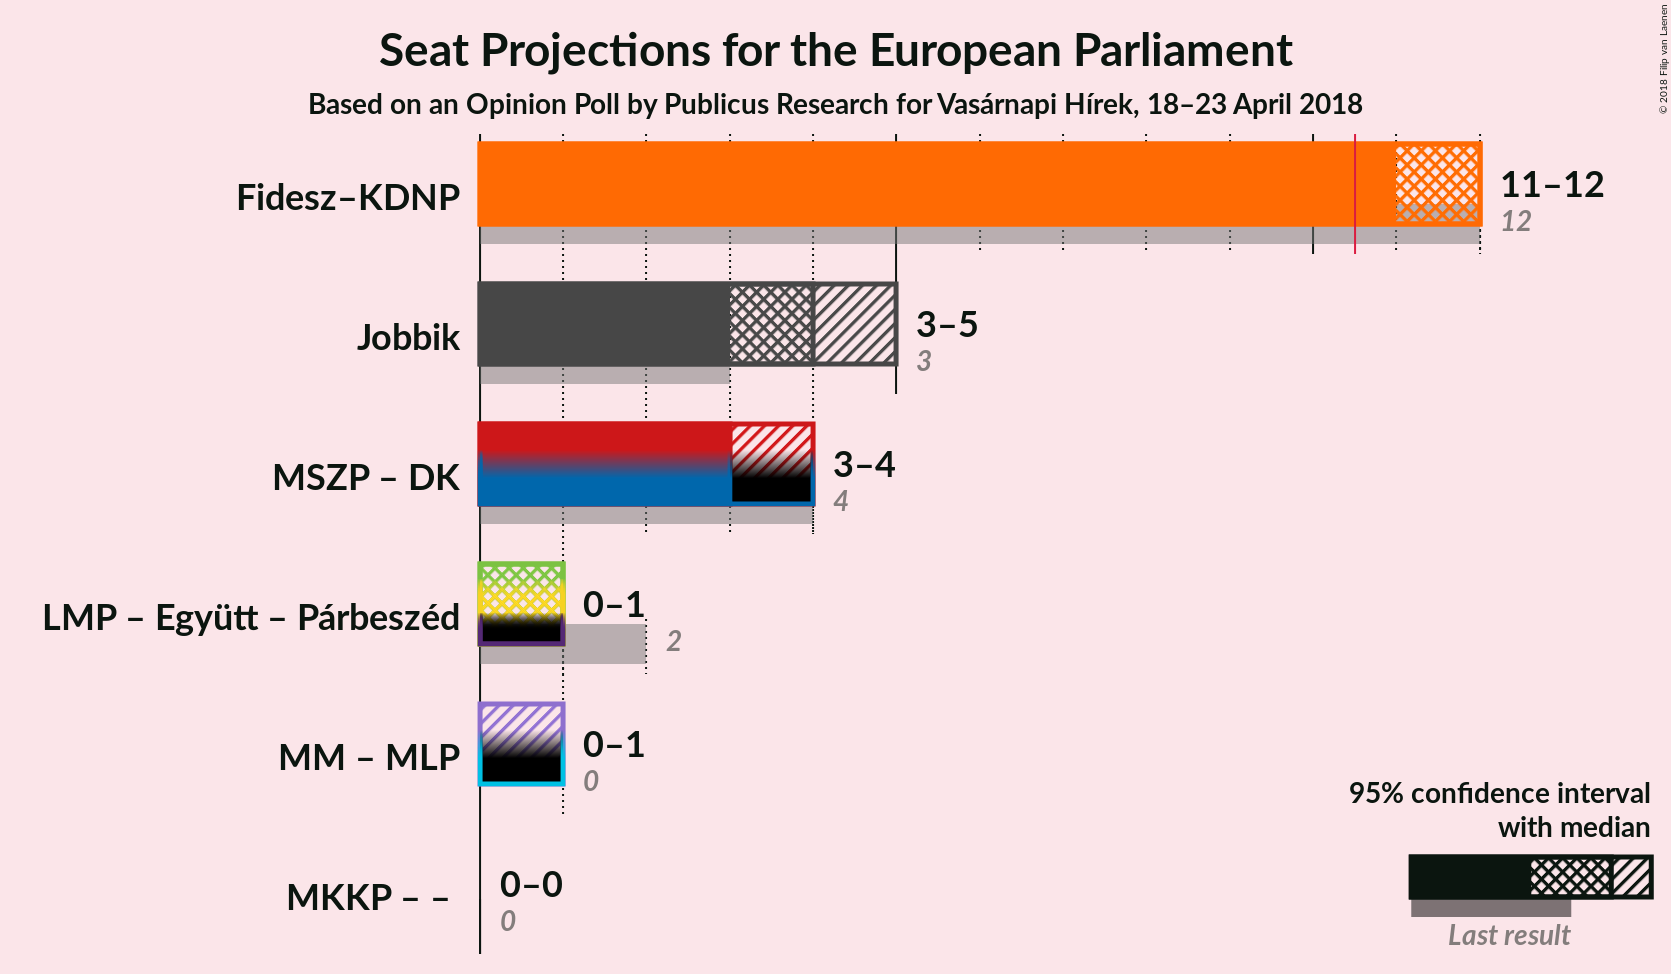 Seat Projections for the European Parliament
Based on an Opinion Poll by Publicus Research for Vasárnapi Hírek, 18–23 April 2018
© 2018 Filip van Laenen
Fidesz–KDNP
11–12
12
Jobbik
3–5
3
MSZP – DK
3–4
4
LMP – Együtt – Párbeszéd
0–1
2
MM – MLP
0–1
0
MKKP – –
0–0
0
95% confidence interval
with median
Last result